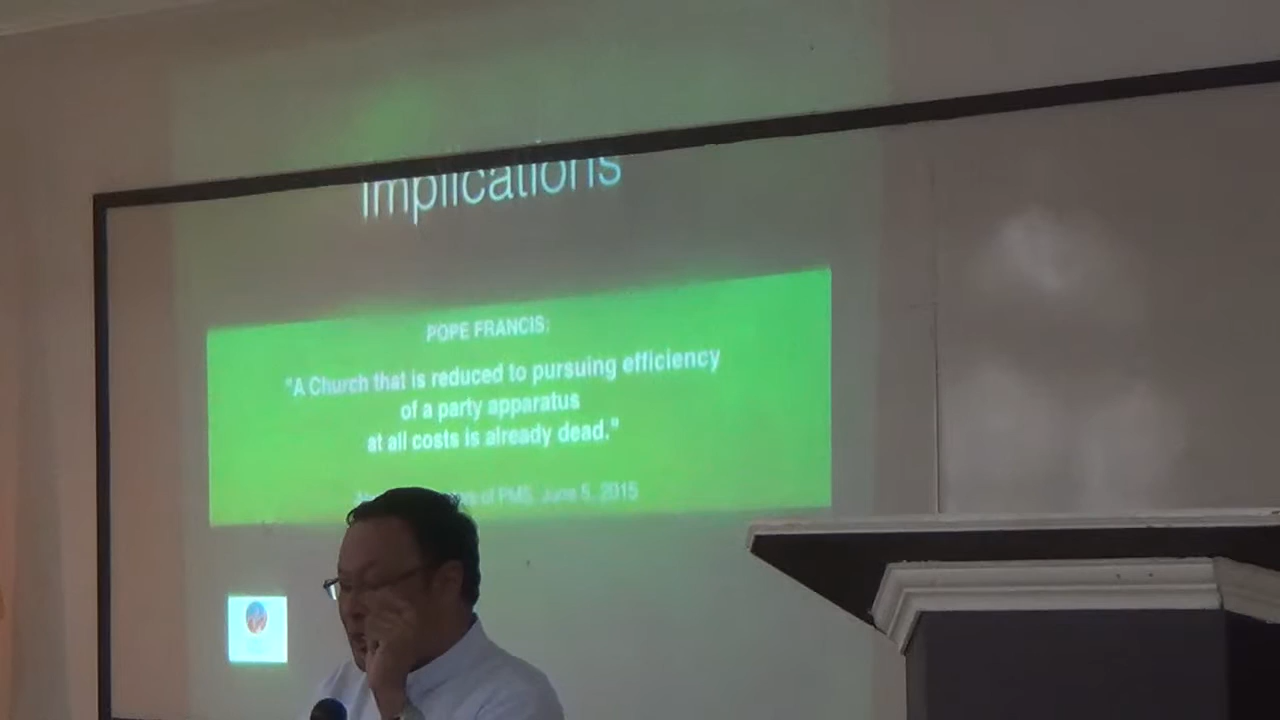 Implications
POPE FRANCIS:
"A Church that is reduced to pursuing efficiency
of a party apparatus
at all costs is already dead."
of PMS, June 5, 2015